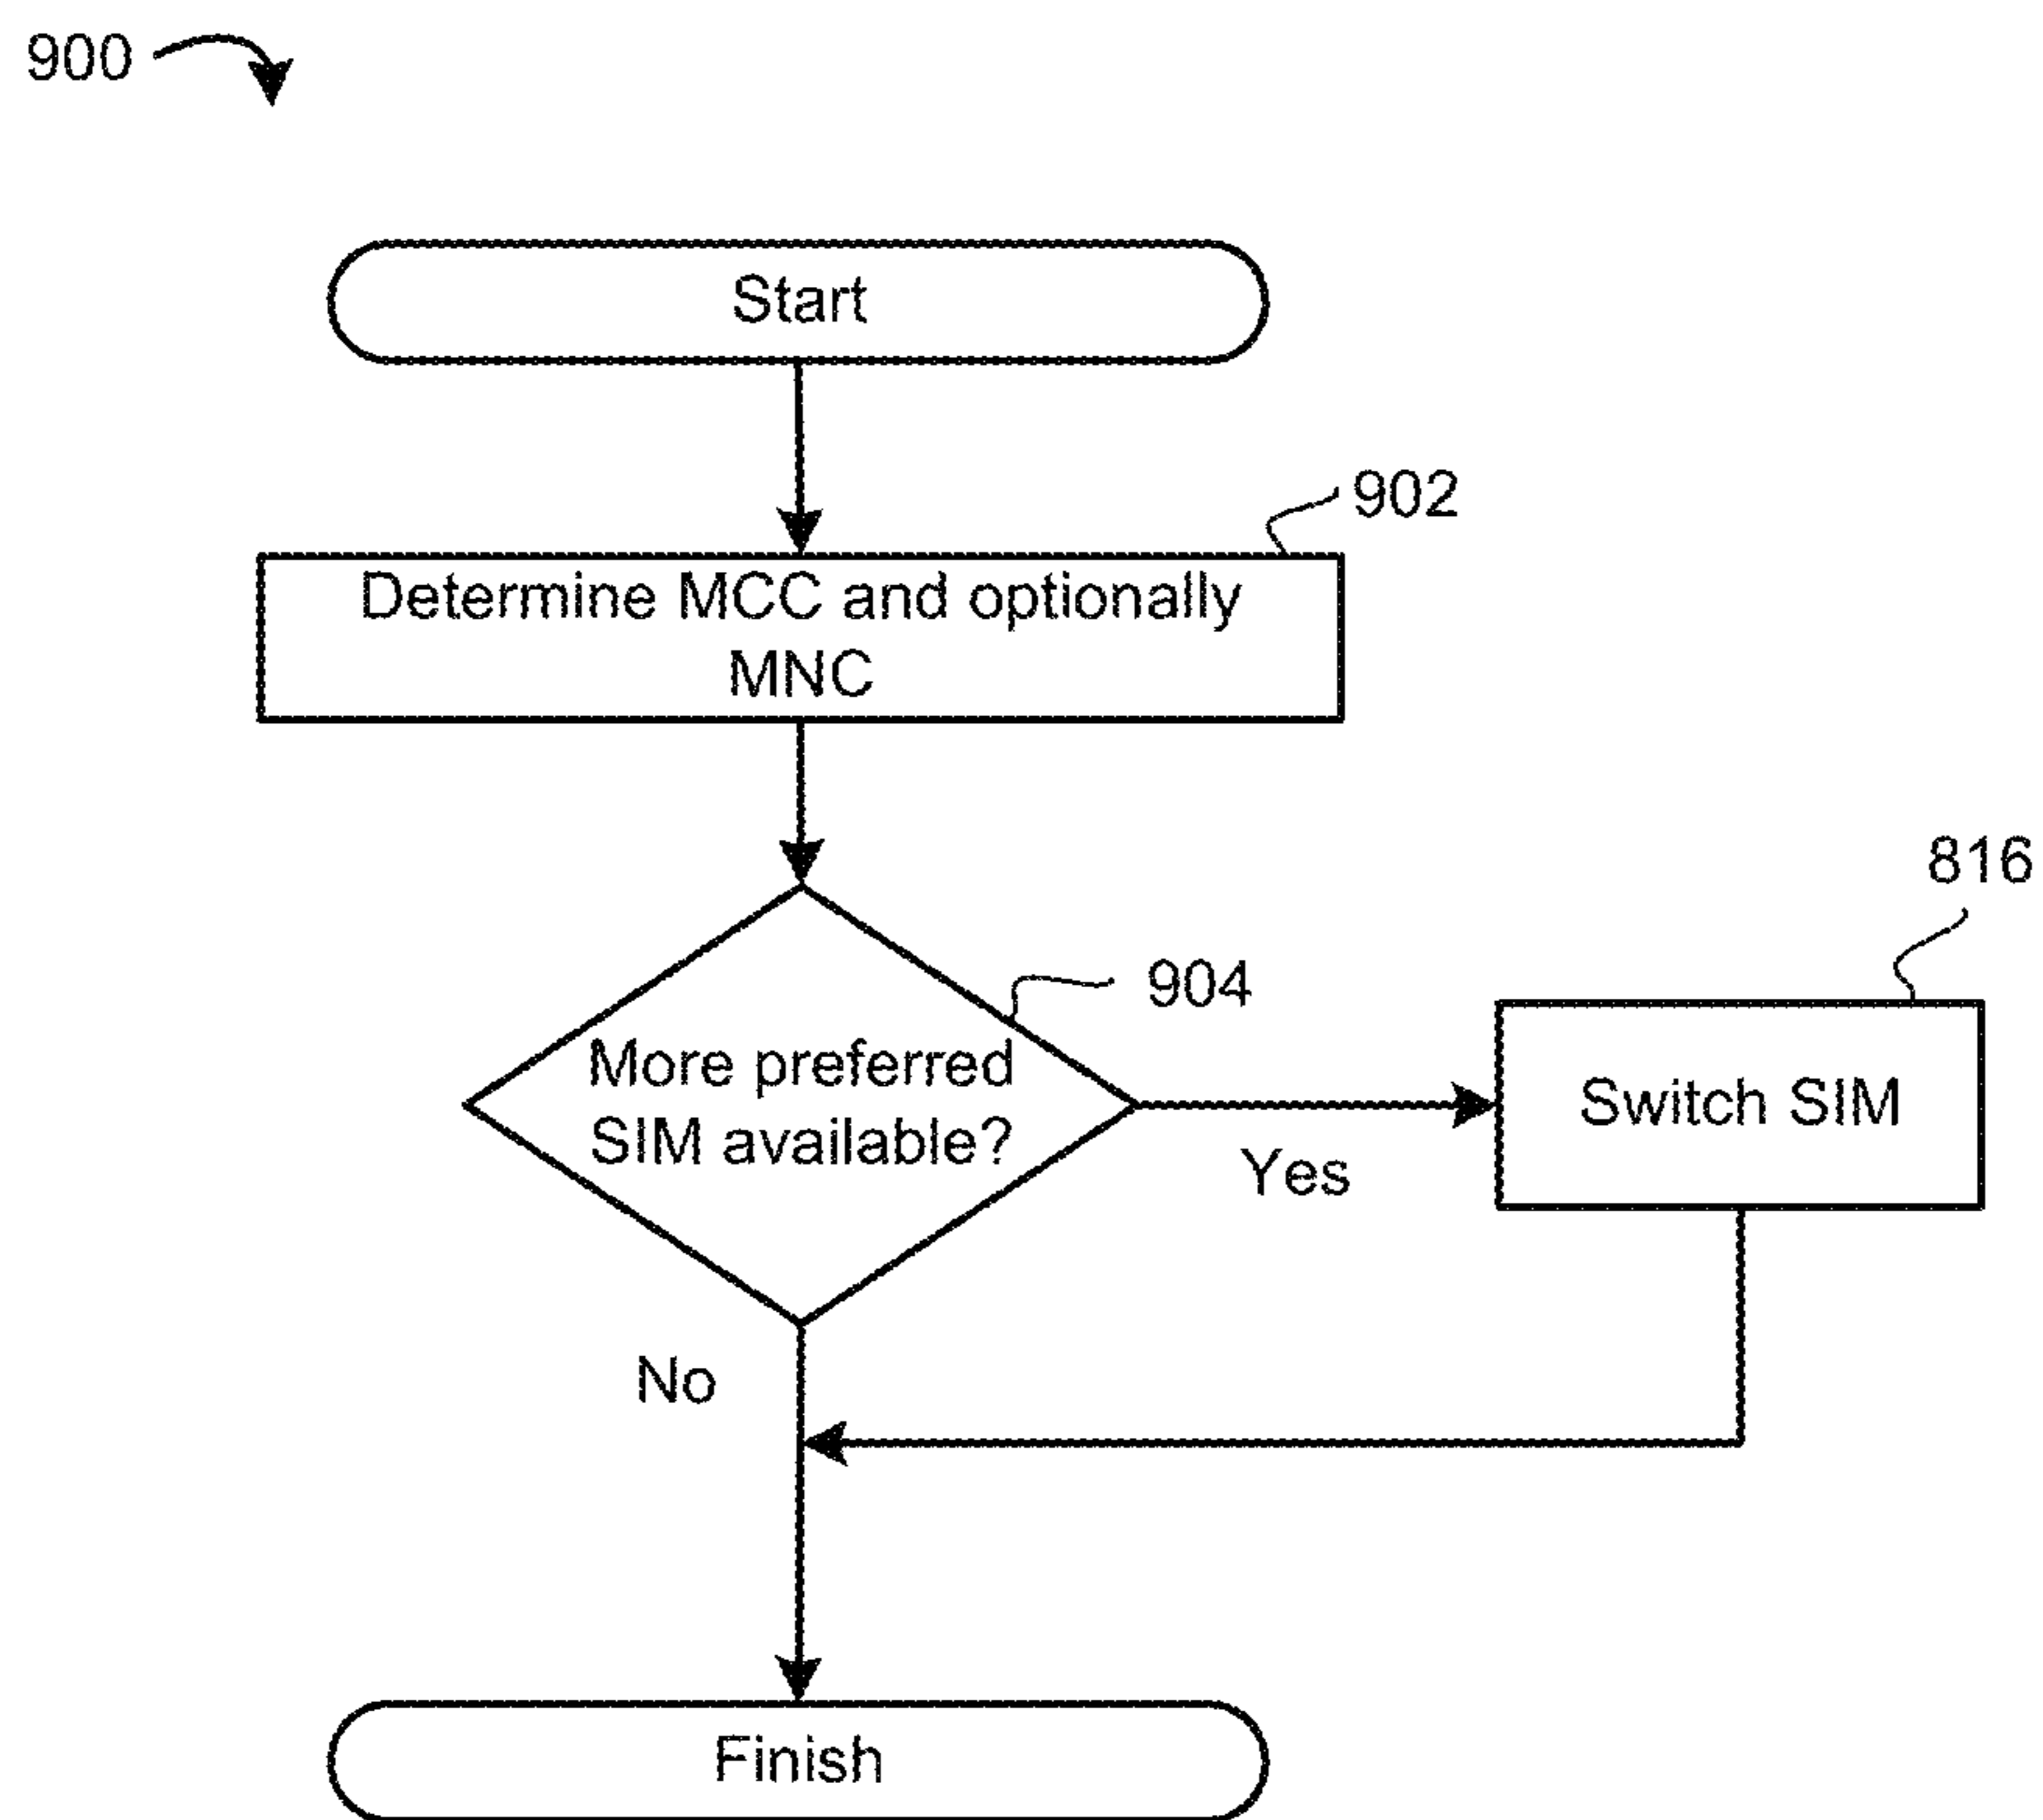 900
Start
902
Determine MCC and optionally
MNC
816
904
More preferred
SIM available?
Switch SIM
Yes
No
Finish